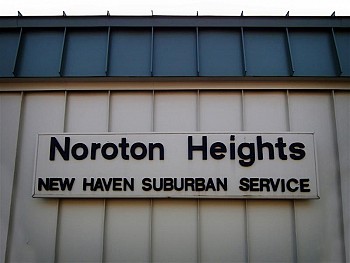 Noroton Heights
NEW HAVEN SUBURBAN SERVICE